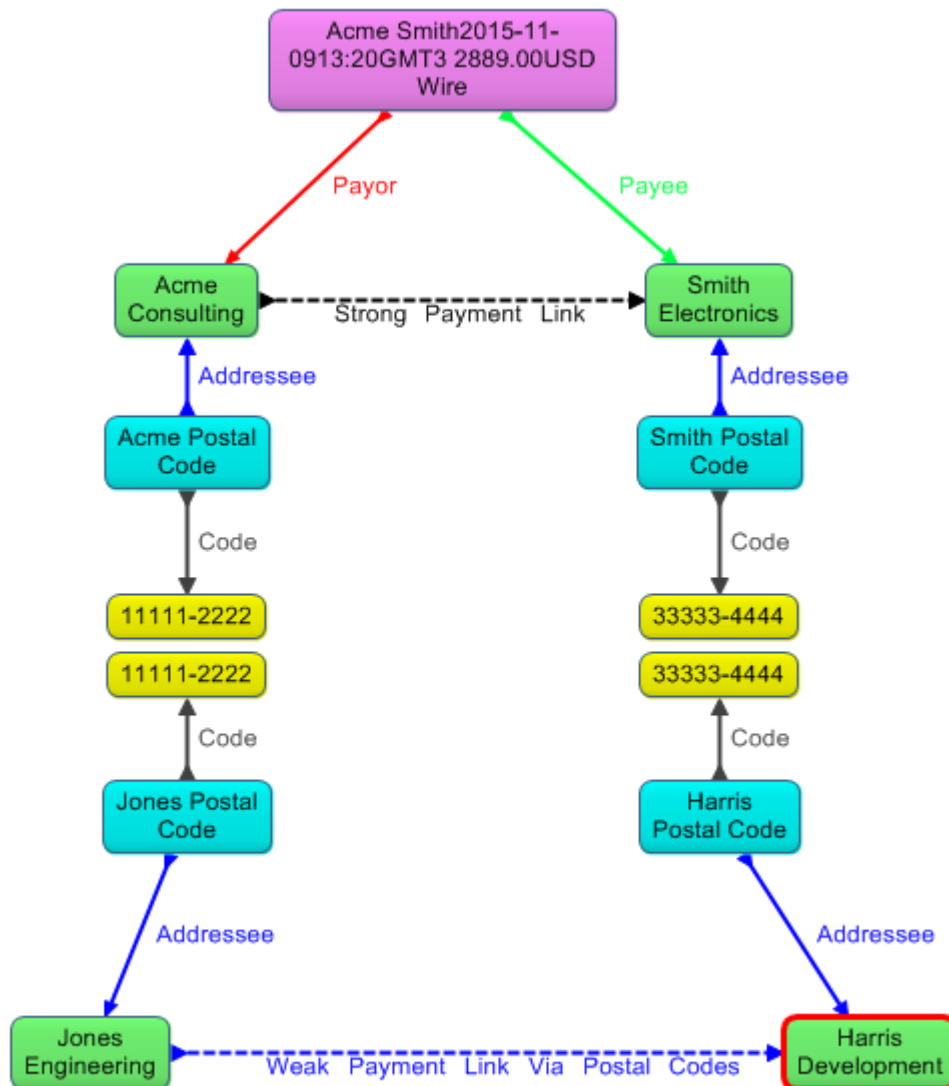 Acme Smith2015-11-
0913:20GMT3 2889.00USD
Wire
Payor
Payee
Acme
Consulting
Strong Payment Link
Smith
Electronics
Addressee
Addressee
Acme Postal
Code
Smith Postal
Code
Code
Code
11111-2222
33333-4444
11111-2222
33333-4444
Code
Code
Jones Postal
Code
Harris
Postal Code
Addressee
Addressee
Jones
Engineering
Weak Payment Link Via Postal Codes
Harris
Development